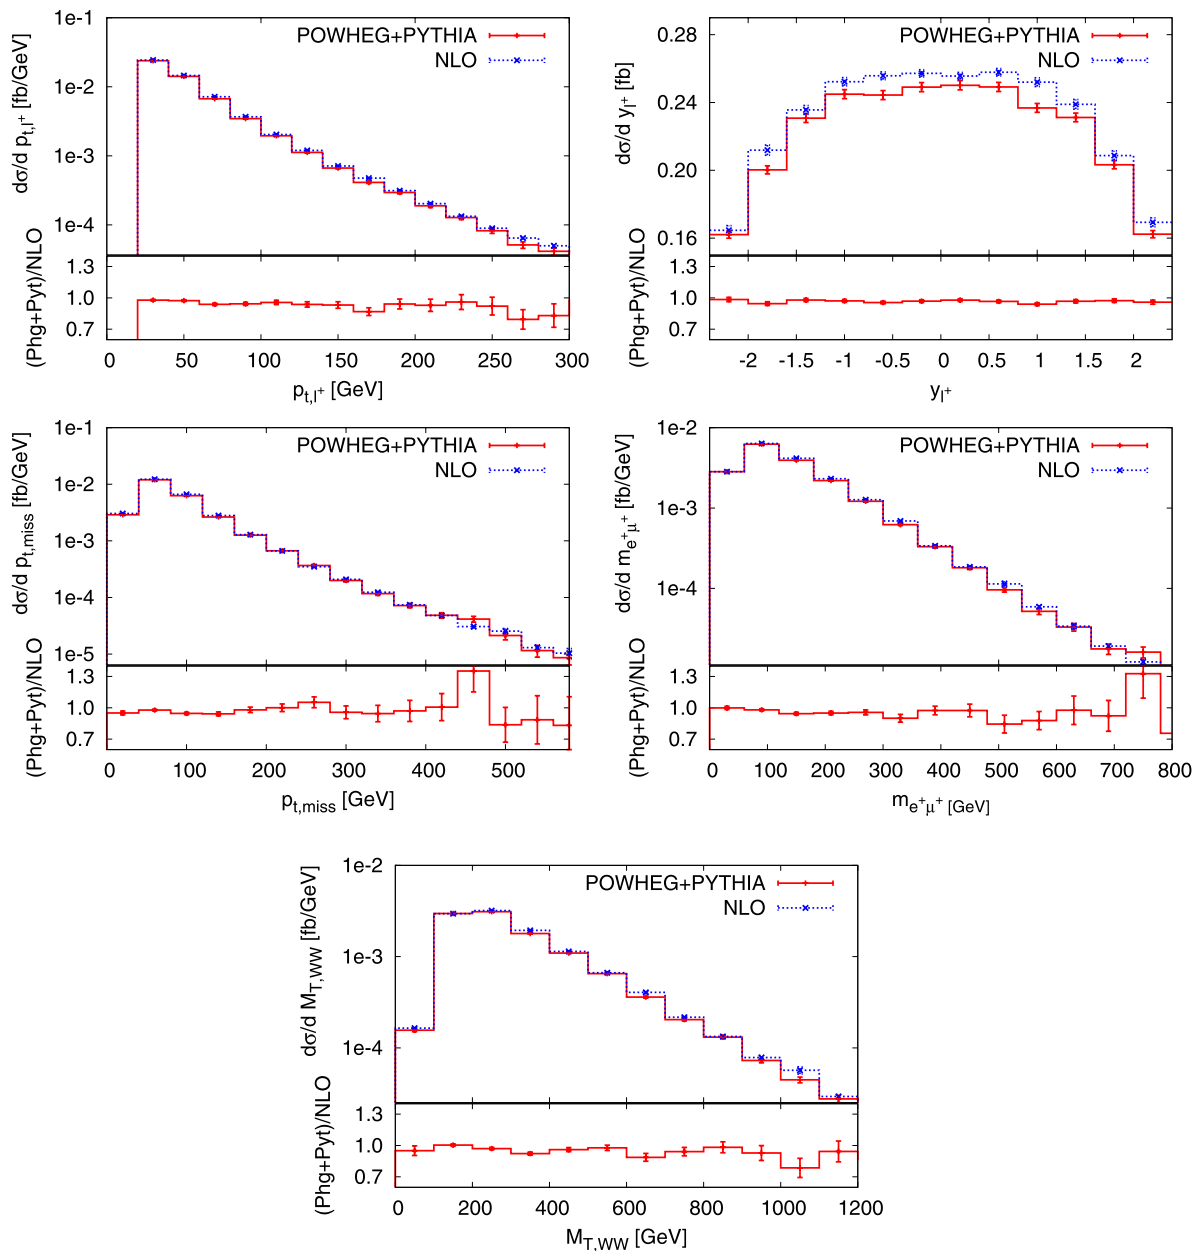 dσ/d p_{t,l^+} [fb/GeV]
1e-1
1e-2
1e-3
1e-4
POWHEG+PYTHIA
NLO
(Phg+Pyt)/NLO
1.3
1.0
0.7
0 50 100 150 200 250 300
p_{t,l^+} [GeV]
dσ/d y_{l^+} [fb]
0.28
0.24
0.20
0.16
POWHEG+PYTHIA
NLO
(Phg+Pyt)/NLO
1.3
1.0
0.7
-2 -1.5 -1 -0.6 0 0.6 1 1.4 2
y_{l^+}
dσ/d p_{t,miss} [fb/GeV]
1e-1
1e-2
1e-3
1e-4
1e-5
POWHEG+PYTHIA
NLO
(Phg+Pyt)/NLO
1.3
1.0
0.7
0 100 200 300 400 500
p_{t,miss} [GeV]
dσ/d m_{e^+μ^+} [fb/GeV]
1e-2
1e-3
1e-4
POWHEG+PYTHIA
NLO
(Phg+Pyt)/NLO
1.3
1.0
0.7
0 100 200 300 400 500 600 700 800
m_{e^+μ^+} [GeV]
dσ/d M_{T,WW} [fb/GeV]
1e-2
1e-3
1e-4
POWHEG+PYTHIA
NLO
(Phg+Pyt)/NLO
1.3
1.0
0.7
0 200 400 600 800 1000 1200
M_{T,WW} [GeV]